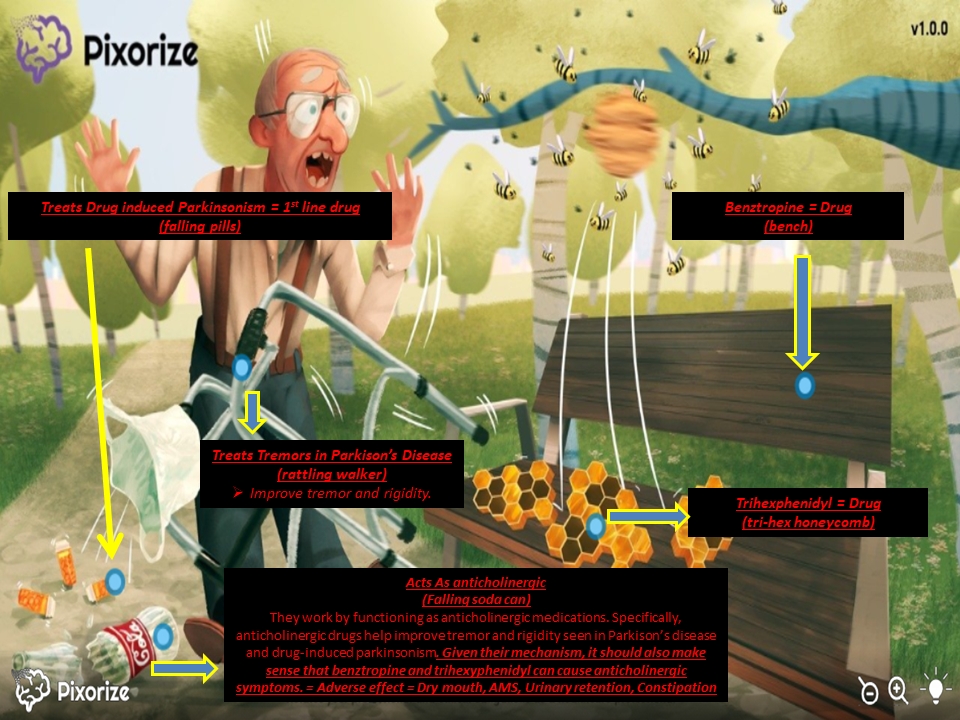 Pixorize
v1.0.0
Treats Drug induced Parkinsonism = 1st line drug
(falling pills)
Benztropine = Drug
(bench)
Treats Tremors in Parkison's Disease
(rattling walker)
➢ Improve tremor and rigidity.
Trihexphenidyl = Drug
(tri-hex honeycomb)
Acts As anticholinergic
(Falling soda can)
They work by functioning as anticholinergic medications. Specifically,
anticholinergic drugs help improve tremor and rigidity seen in Parkison's disease
and drug-induced parkinsonism. Given their mechanism, it should also make
sense that benztropine and trihexyphenidyl can cause anticholinergic
symptoms. = Adverse effect = Dry mouth, AMS, Urinary retention, Constipation
Pixorize